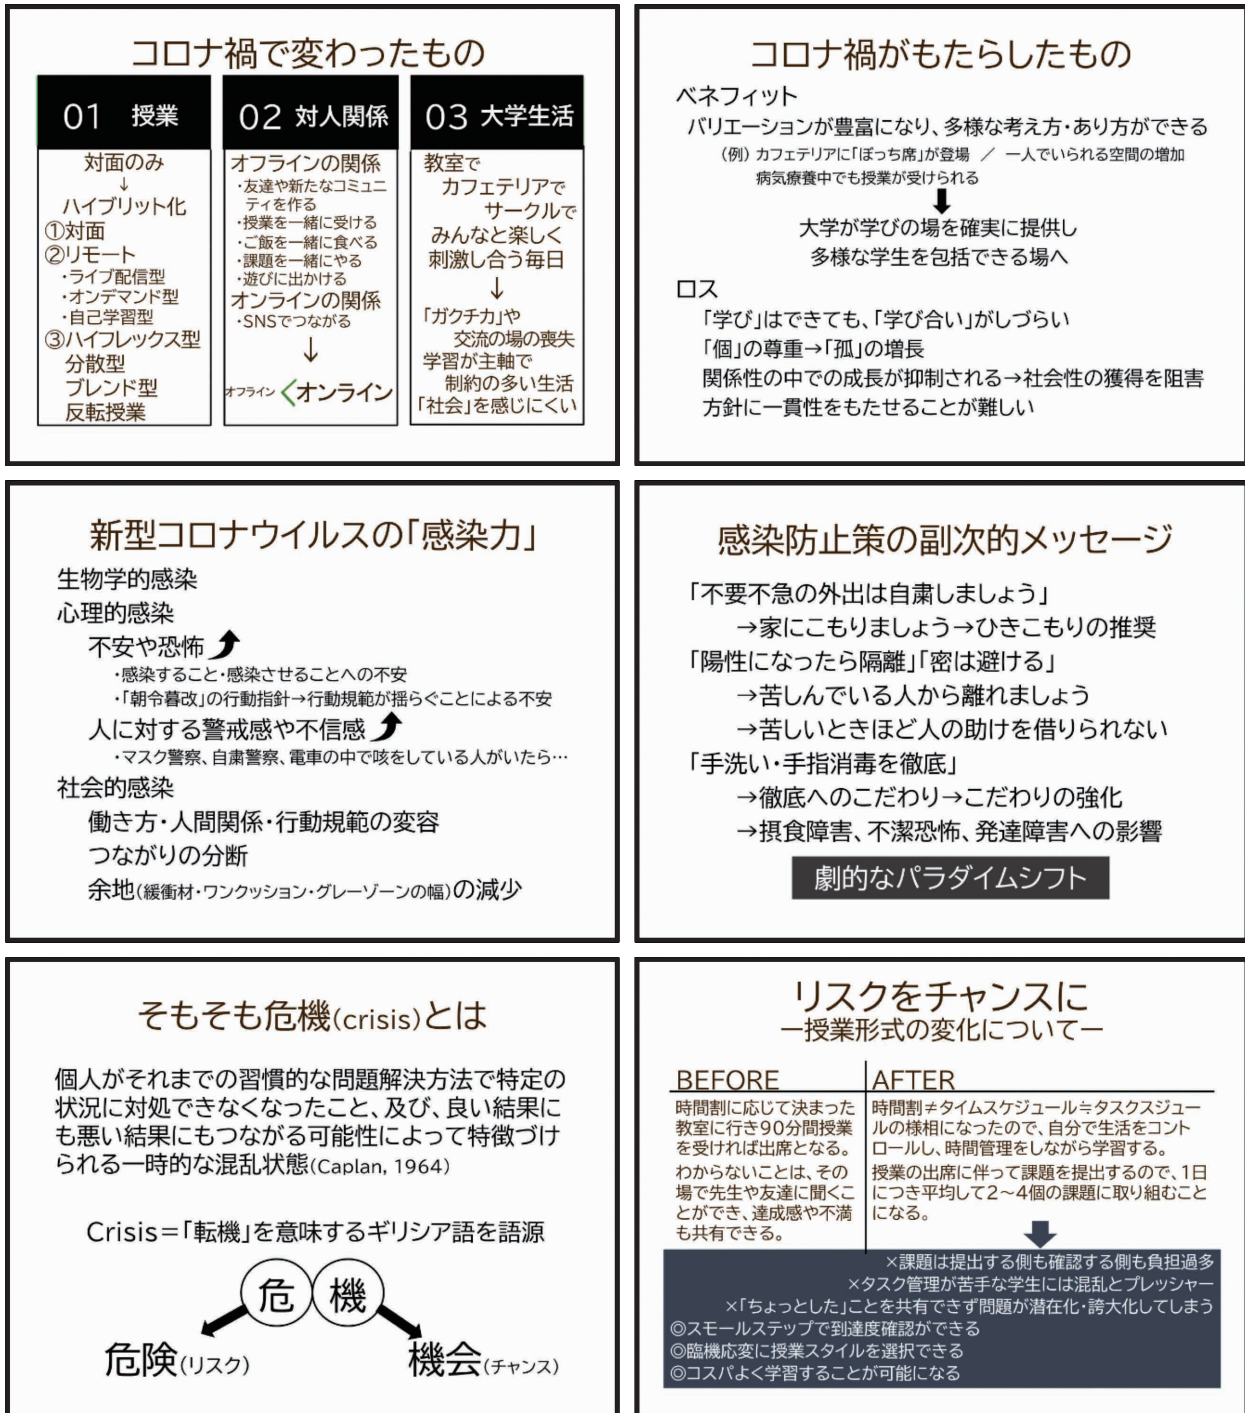 コロナ禍で変わったもの
01 授業
対面のみ
↓
ハイブリット化
①対面
②リモート
・ライブ配信型
・オンデマンド型
・自己学習型
③ハイフレックス型
分散型
ブレンド型
反転授業
02 対人関係
オフラインの関係
・友達や新たなコミュニ
ティを作る
・授業を一緒に受ける
・ご飯を一緒に食べる
・課題を一緒にやる
・遊びに出かける
オンラインの関係
・SNSでつながる
↓
オフライン<オンライン
03 大学生活
教室で
カフェテリアで
サークルで
みんなと楽しく
刺激し合う毎日
↓
「ガクチカ」や
交流の場の喪失
学習が主軸で
制約の多い生活
「社会」を感じにくい
コロナ禍がもたらしたもの
ベネフィット
バリエーションが豊富になり、多様な考え方・あり方ができる
(例) カフェテリアに「ぼっち席」が登場 / 一人でいられる空間の増加
病気療養中でも授業が受けられる
大学が学びの場を確実に提供し
多様な学生を包括できる場へ
ロス
「学び」はできても、「学び合い」がしづらい
「個」の尊重→「孤」の増長
関係性の中での成長が抑制される→社会性の獲得を阻害
方針に一貫性をもたせることが難しい
新型コロナウイルスの「感染力」
生物学的感染
心理的感染
不安や恐怖
・感染すること・感染させることへの不安
・「朝令暮改」の行動指針→行動規範が揺らぐことによる不安
人に対する警戒感や不信感
・マスク警察、自粛警察、電車の中で咳をしている人がいたら…
社会的感染
働き方・人間関係・行動規範の変容
つながりの分断
余地(緩衝材・ワンクッション・グレーゾーンの幅)の減少
感染防止策の副次的メッセージ
「不要不急の外出は自粛しましょう」
→家にこもりましょう→ひきこもりの推奨
「陽性になったら隔離」「密は避ける」
→苦しんでいる人から離れましょう
→苦しいときほど人の助けを借りられない
「手洗い・手指消毒を徹底」
→徹底へのこだわり→こだわりの強化
→摂食障害、不潔恐怖、発達障害への影響
劇的なパラダイムシフト
そもそも危機(crisis)とは
個人がそれまでの習慣的な問題解決方法で特定の
状況に対処できなくなったこと、及び、良い結果に
も悪い結果にもつながる可能性によって特徴づけ
られる一時的な混乱状態(Caplan, 1964)
Crisis=「転機」を意味するギリシア語を語源
危 機
危険(リスク) 機会(チャンス)
リスクをチャンスに
ー授業形式の変化についてー
BEFORE
時間割に応じて決まった
教室に行き90分間授業
を受ければ出席となる。
わからないことは、その
場で先生や友達に聞くこ
とができ、達成感や不満
も共有できる。
AFTER
時間割≠タイムスケジュール≒タスクスジュー
ルの様相になったので、自分で生活をコント
ロールし、時間管理をしながら学習する。
授業の出席に伴って課題を提出するので、1日
につき平均して2〜4個の課題に取り組むこと
になる。
×課題は提出する側も確認する側も負担過多
×タスク管理が苦手な学生には混乱とプレッシャー
×「ちょっとした」ことを共有できず問題が潜在化・誇大化してしまう
◎スモールステップで到達度確認ができる
◎臨機応変に授業スタイルを選択できる
◎コスパよく学習することが可能になる